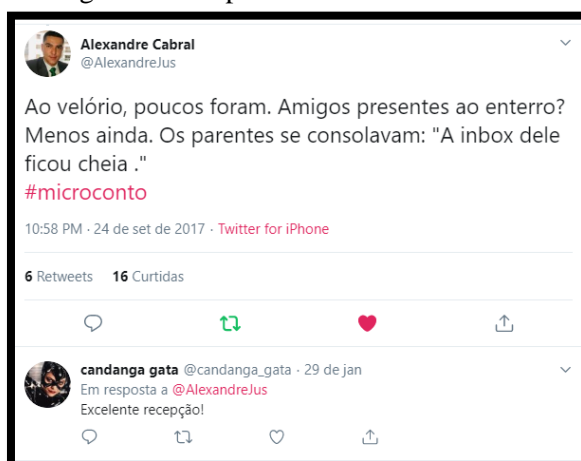 Alexandre Cabral
@AlexandreJus
Ao velório, poucos foram. Amigos presentes ao enterro?
Menos ainda. Os parentes se consolavam: "A inbox dele
ficou cheia ."
#microconto
10:58 PM · 24 de set de 2017 · Twitter for iPhone
6 Retweets 16 Curtidas
candanga gata @candanga_gata · 29 de jan
Em resposta a @AlexandreJus
Excelente recepção!